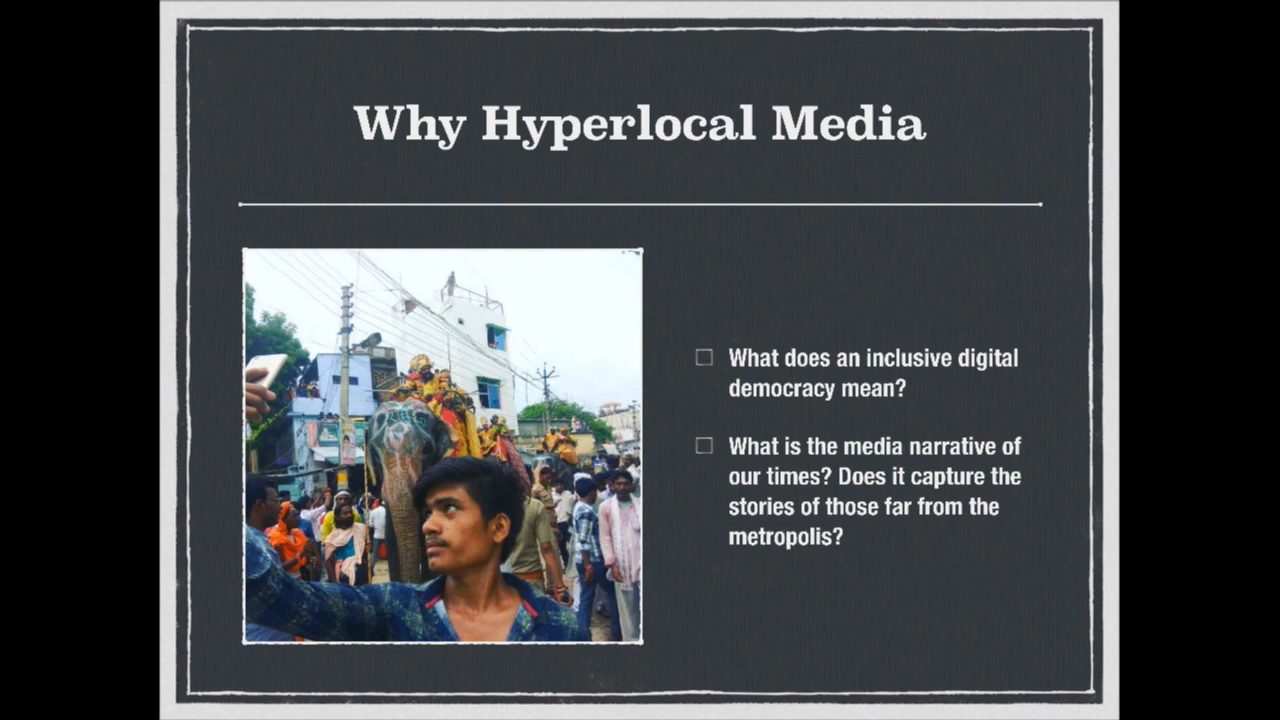 Why Hyperlocal Media
What does an inclusive digital
democracy mean?
What is the media narrative of
our times? Does it capture the
stories of those far from the
metropolis?